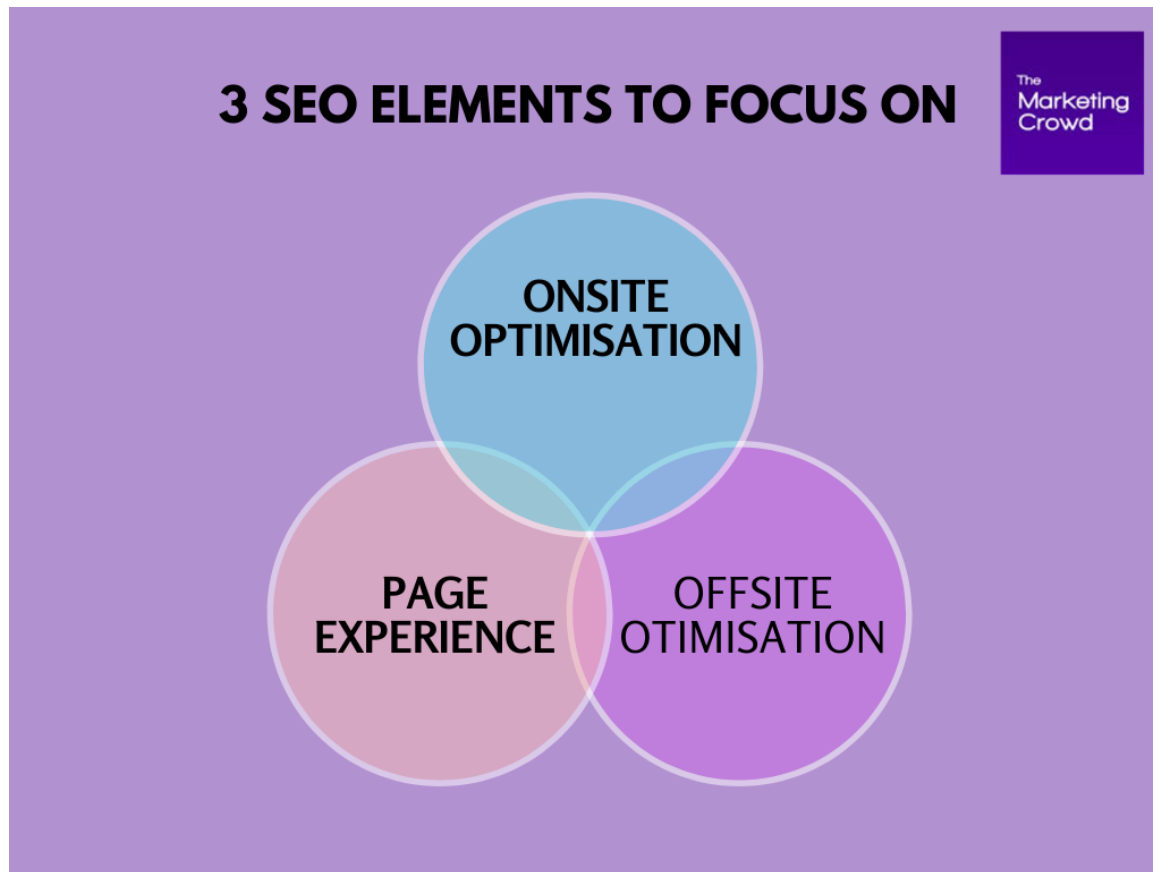 3 SEO ELEMENTS TO FOCUS ON
The
Marketing
Crowd
ONSITE
OPTIMISATION
PAGE
EXPERIENCE
OFFSITE
OTIMISATION